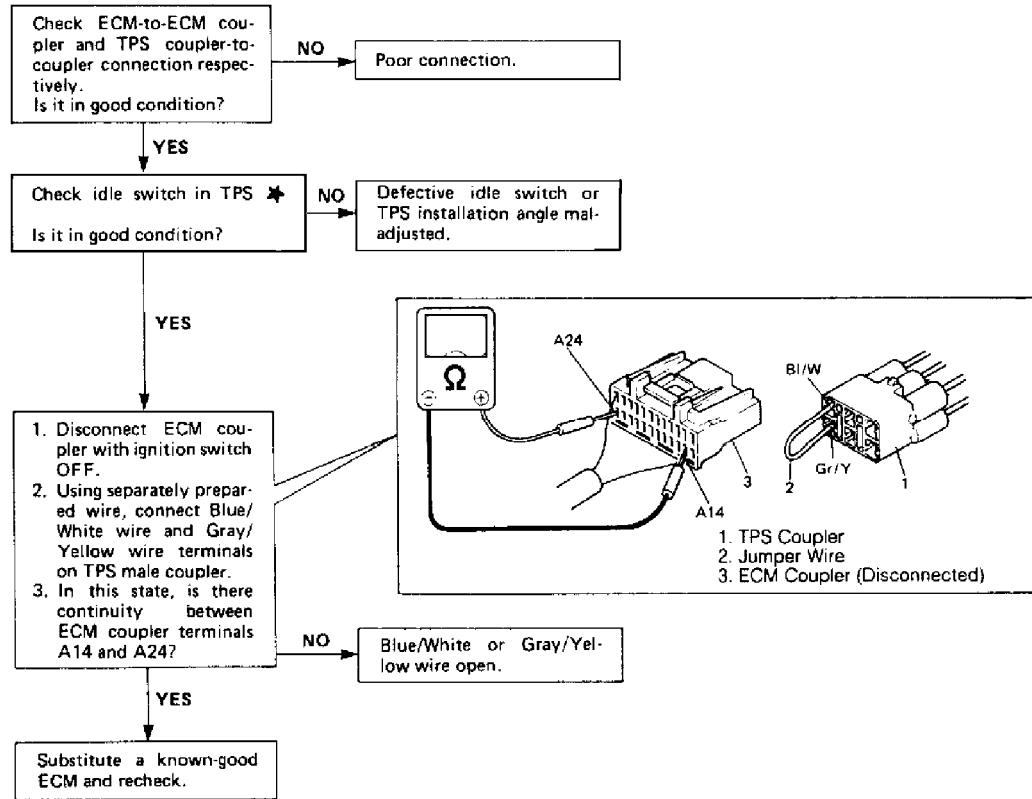 Check ECM-to-ECM cou-
pler and TPS coupler-to-
coupler connection respec-
tively.
Is it in good condition?
NO
Poor connection.
YES
Check idle switch in TPS ★
Is it in good condition?
NO
Defective idle switch or
TPS installation angle mal-
adjusted.
YES
1. Disconnect ECM cou-
pler with ignition switch
OFF.
2. Using separately prepar-
ed wire, connect Blue/
White wire and Gray/
Yellow wire terminals
on TPS male coupler.
3. In this state, is there
continuity between
ECM coupler terminals
A14 and A24?
Ω
A24
Bl/W
Gr/Y
2
1
3
A14
1. TPS Coupler
2. Jumper Wire
3. ECM Coupler (Disconnected)
NO
Blue/White or Gray/Yel-
low wire open.
YES
Substitute a known-good
ECM and recheck.